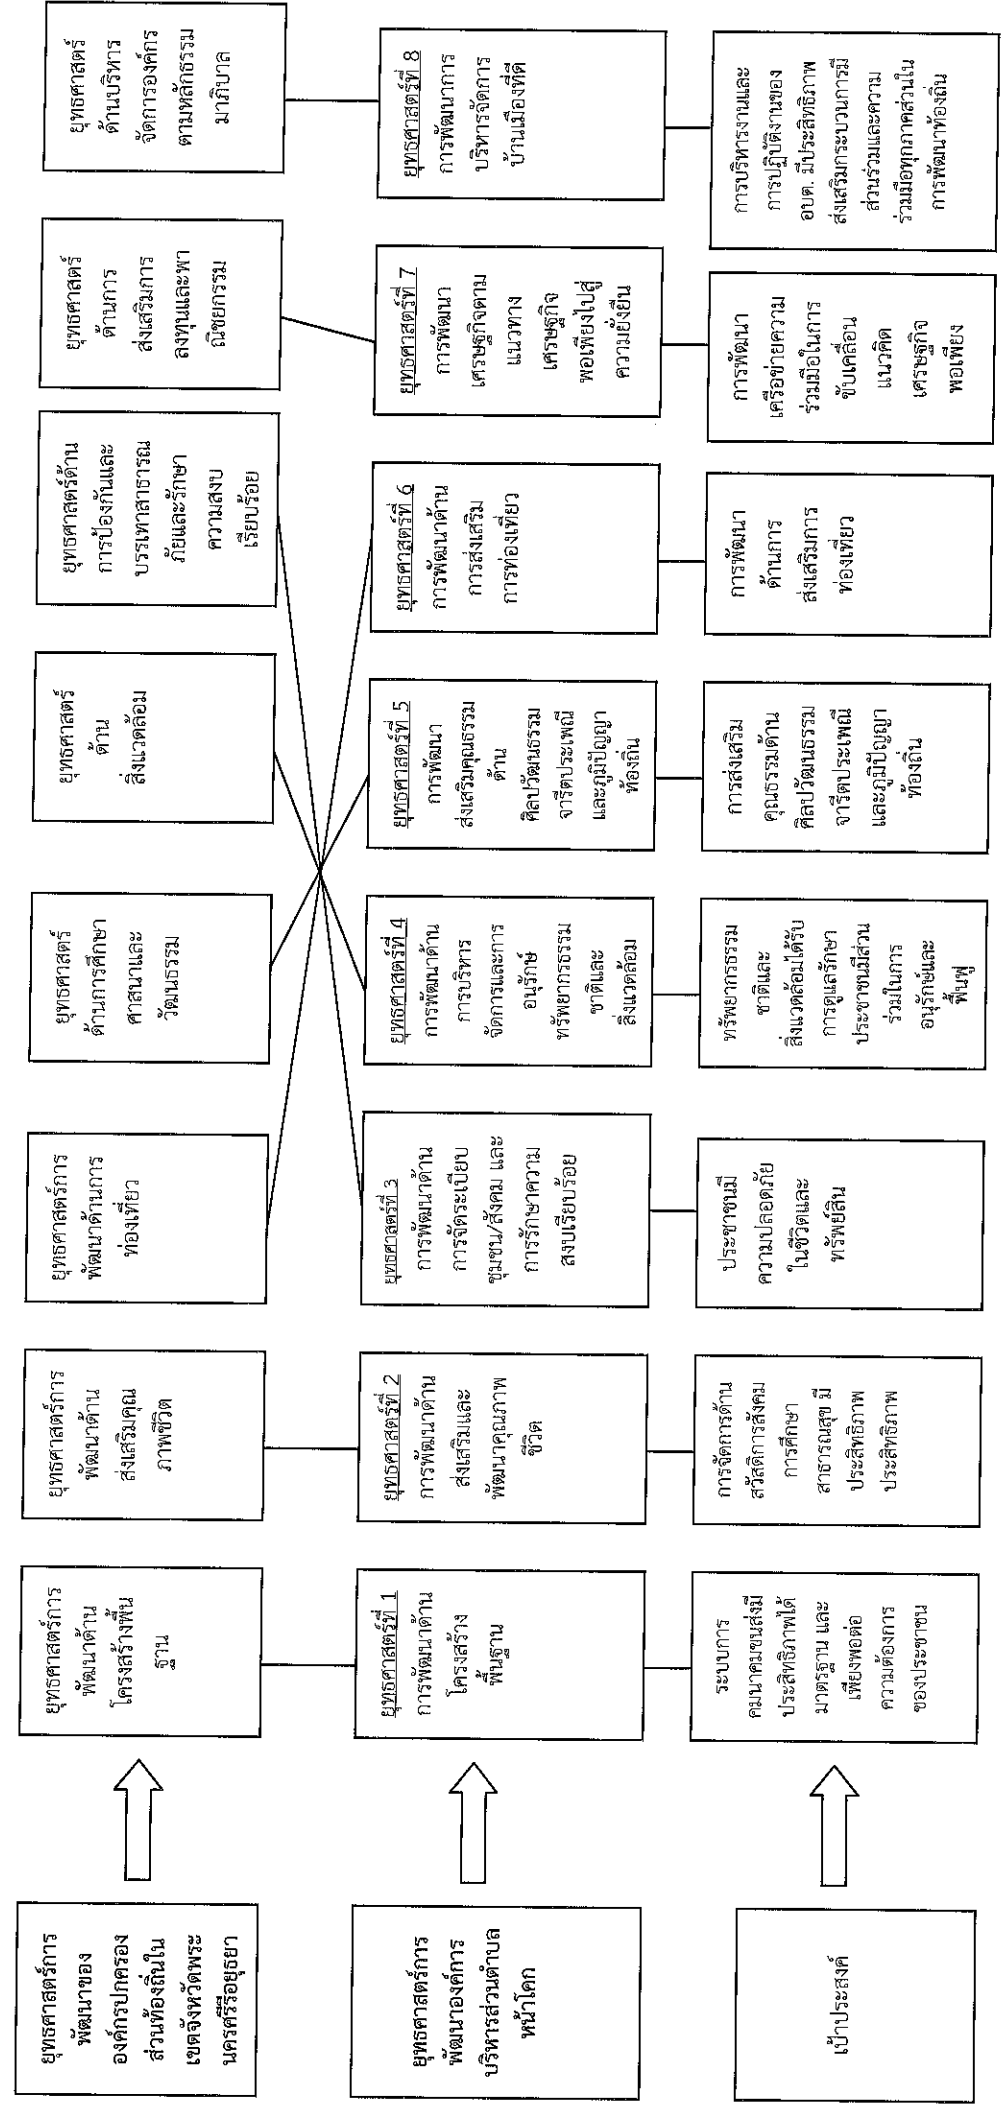 ยุทธศาสตร์การ
พัฒนาของ
องค์กรปกครอง
ส่วนท้องถิ่นใน
เขตจังหวัดพระ
นครศรีรีอยุธยา
ยุทธศาสตร์การ
พัฒนาด้าน
โครงสร้างพื้น
ฐาน
ยุทธศาสตร์การ
พัฒนาด้าน
ส่งเสริมคุณ
ภาพชีวิต
ยุทธศาสตร์การ
พัฒนาด้านการ
ท่องเที่ยว
ยุทธศาสตร์
ด้านการศึกษา
ศาสนาและ
วัฒนธรรม
ยุทธศาสตร์
ด้าน
สิ่งแวดล้อม
ยุทธศาสตร์ด้าน
การป้องกันและ
บรรเทาสาธารณ
ภัยและรักษา
ความสงบ
เรียบร้อย
ยุทธศาสตร์
ด้านการ
ส่งเสริมการ
ลงทุนและพา
ณิชยกรรม
ยุทธศาสตร์
ด้านบริหาร
จัดการองค์กร
ตามหลักธรรม
มาภิบาล
ยุทธศาสตร์การ
พัฒนาองค์การ
บริหารส่วนตำบล
หน้าโคก
ยุทธศาสตร์ที่ 1
การพัฒนาด้าน
โครงสร้าง
พื้นฐาน
ยุทธศาสตร์ที่ 2
การพัฒนาด้าน
ส่งเสริมและ
พัฒนาคุณภาพ
ชีวิต
ยุทธศาสตร์ที่ 3
การพัฒนาด้าน
การจัดระเบียบ
ชุมชน/สังคม และ
การรักษาความ
สงบเรียบร้อย
ยุทธศาสตร์ที่ 4
การพัฒนาด้าน
การบริหาร
จัดการและการ
อนุรักษ์
ทรัพยากรธรรม
ชาติและ
สิ่งแวดล้อม
ยุทธศาสตร์ที่ 5
การพัฒนา
ส่งเสริมคุณธรรม
ด้าน
ศิลปวัฒนธรรม
จารีตประเพณี
และภูมิปัญญา
ท้องถิ่น
ยุทธศาสตร์ที่ 6
การพัฒนาด้าน
การส่งเสริม
การท่องเที่ยว
ยุทธศาสตร์ที่ 7
การพัฒนา
เศรษฐกิจตาม
แนวทาง
เศรษฐกิจ
พอเพียงไปสู่
ความยั่งยืน
ยุทธศาสตร์ที่ 8
การพัฒนาการ
บริหารจัดการ
บ้านเมืองที่ดี
เป้าประสงค์
ระบบการ
คมนาคมขนส่งมี
ประสิทธิภาพได้
มาตรฐาน และ
เพียงพอต่อ
ความต้องการ
ของประชาชน
การจัดการด้าน
สวัสดิการสังคม
การศึกษา
สาธารณสุข มี
ประสิทธิภาพ
ประสิทธิภาพ
ประชาชนมี
ความปลอดภัย
ในชีวิตและ
ทรัพย์สิน
ทรัพยากรธรรม
ชาติและ
สิ่งแวดล้อมได้รับ
การดูแลรักษา
ประชาชนมีส่วน
ร่วมในการ
อนุรักษ์และ
ฟื้นฟู
การส่งเสริม
คุณธรรมด้าน
ศิลปวัฒนธรรม
จารีตประเพณี
และภูมิปัญญา
ท้องถิ่น
การพัฒนา
ด้านการ
ส่งเสริมการ
ท่องเที่ยว
การพัฒนา
เครือข่ายความ
ร่วมมือในการ
ขับเคลื่อน
แนวคิด
เศรษฐกิจ
พอเพียง
การบริหารงานและ
การปฏิบัติงานของ
อบต. มีประสิทธิภาพ
ส่งเสริมกระบวนการมี
ส่วนร่วมและความ
ร่วมมือทุกภาคส่วนใน
การพัฒนาท้องถิ่น